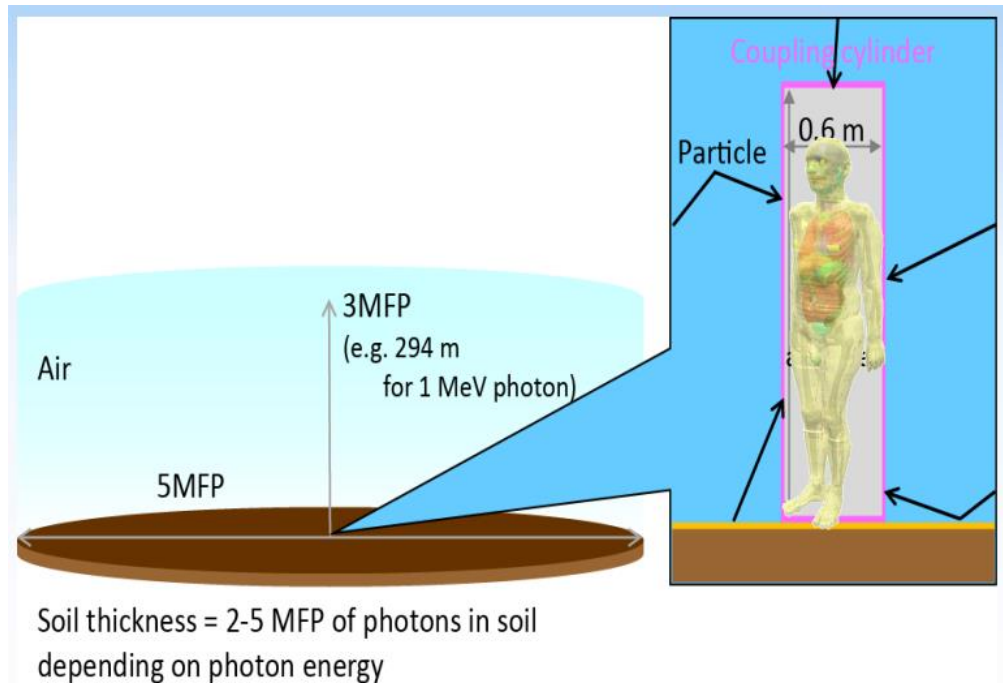 Coupling cylinder
0.6 m
Particle
3MFP
(e.g. 294 m
for 1 MeV photon)
Air
5MFP
Soil thickness = 2-5 MFP of photons in soil
depending on photon energy